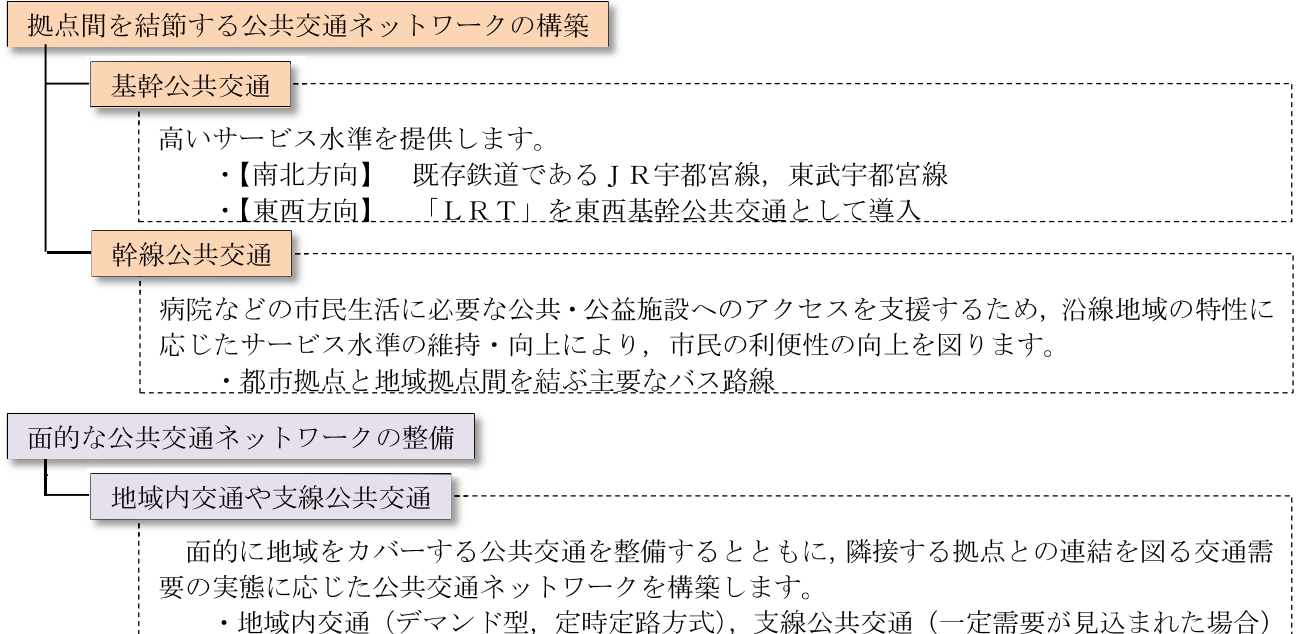 拠点間を結節する公共交通ネットワークの構築
基幹公共交通
高いサービス水準を提供します。
・【南北方向】　既存鉄道であるＪＲ宇都宮線，東武宇都宮線
・【東西方向】　「ＬＲＴ」を東西基幹公共交通として導入
幹線公共交通
病院などの市民生活に必要な公共・公益施設へのアクセスを支援するため，沿線地域の特性に
応じたサービス水準の維持・向上により，市民の利便性の向上を図ります。
・都市拠点と地域拠点間を結ぶ主要なバス路線
面的な公共交通ネットワークの整備
地域内交通や支線公共交通
面的に地域をカバーする公共交通を整備するとともに，隣接する拠点との連結を図る交通需
要の実態に応じた公共交通ネットワークを構築します。
・地域内交通（デマンド型，定時定路方式），支線公共交通（一定需要が見込まれた場合）